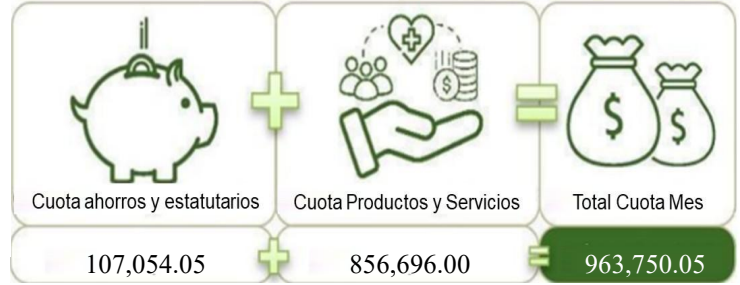 $
$ $
Cuota ahorros y estatutarios Cuota Productos y Servicios Total Cuota Mes
107,054.05 + 856,696.00 = 963,750.05